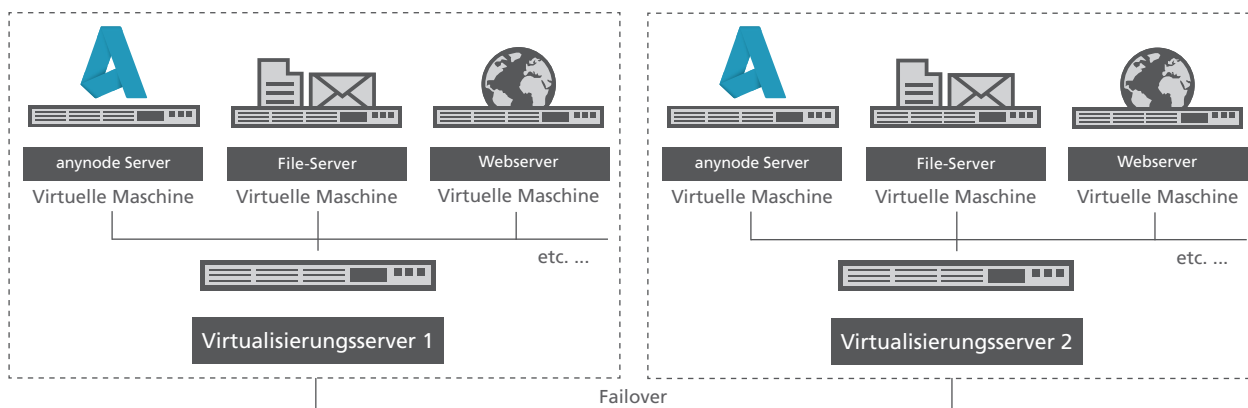 anynode Server
File-Server
Webserver
Virtuelle Maschine
Virtuelle Maschine
Virtuelle Maschine
etc. ...
Virtualisierungsserver 1
anynode Server
File-Server
Webserver
Virtuelle Maschine
Virtuelle Maschine
Virtuelle Maschine
etc. ...
Virtualisierungsserver 2
Failover